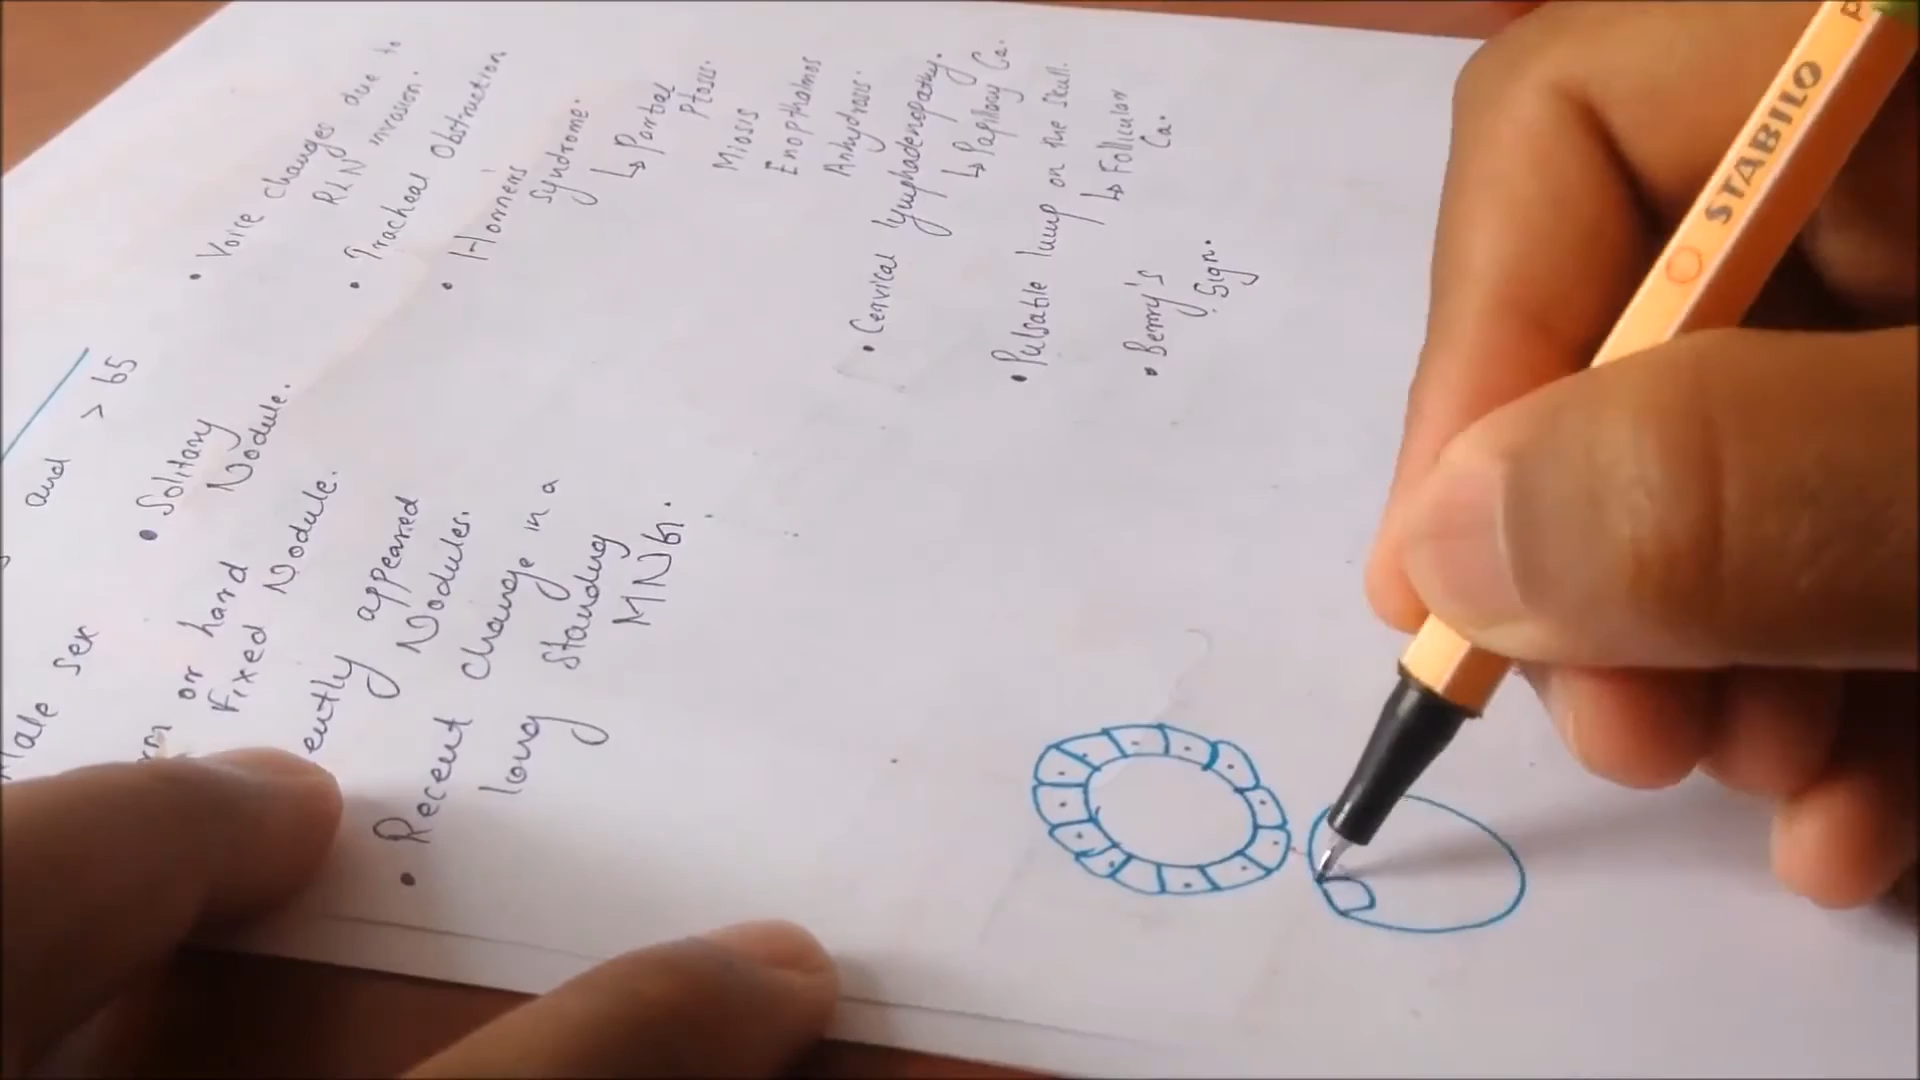 and > 65
Male sex
• Solitary
Nodule.
or hard
Fixed Nodule.
appeared
Nodules.
• Recent change in a
long standing
MNG.
• Voice changes due to
RLN invasion.
• Tracheal Obstruction
• Horner's
Syndrome.
↳ Partial
Ptosis.
Miosis
Enopthalmos
Anhydrosis.
• Cervical lymphadenopathy.
↳ Papillary Ca.
• Pulsable lump on the skull.
↳ Follicular
Ca.
• Berry's
Sign.
STABILO